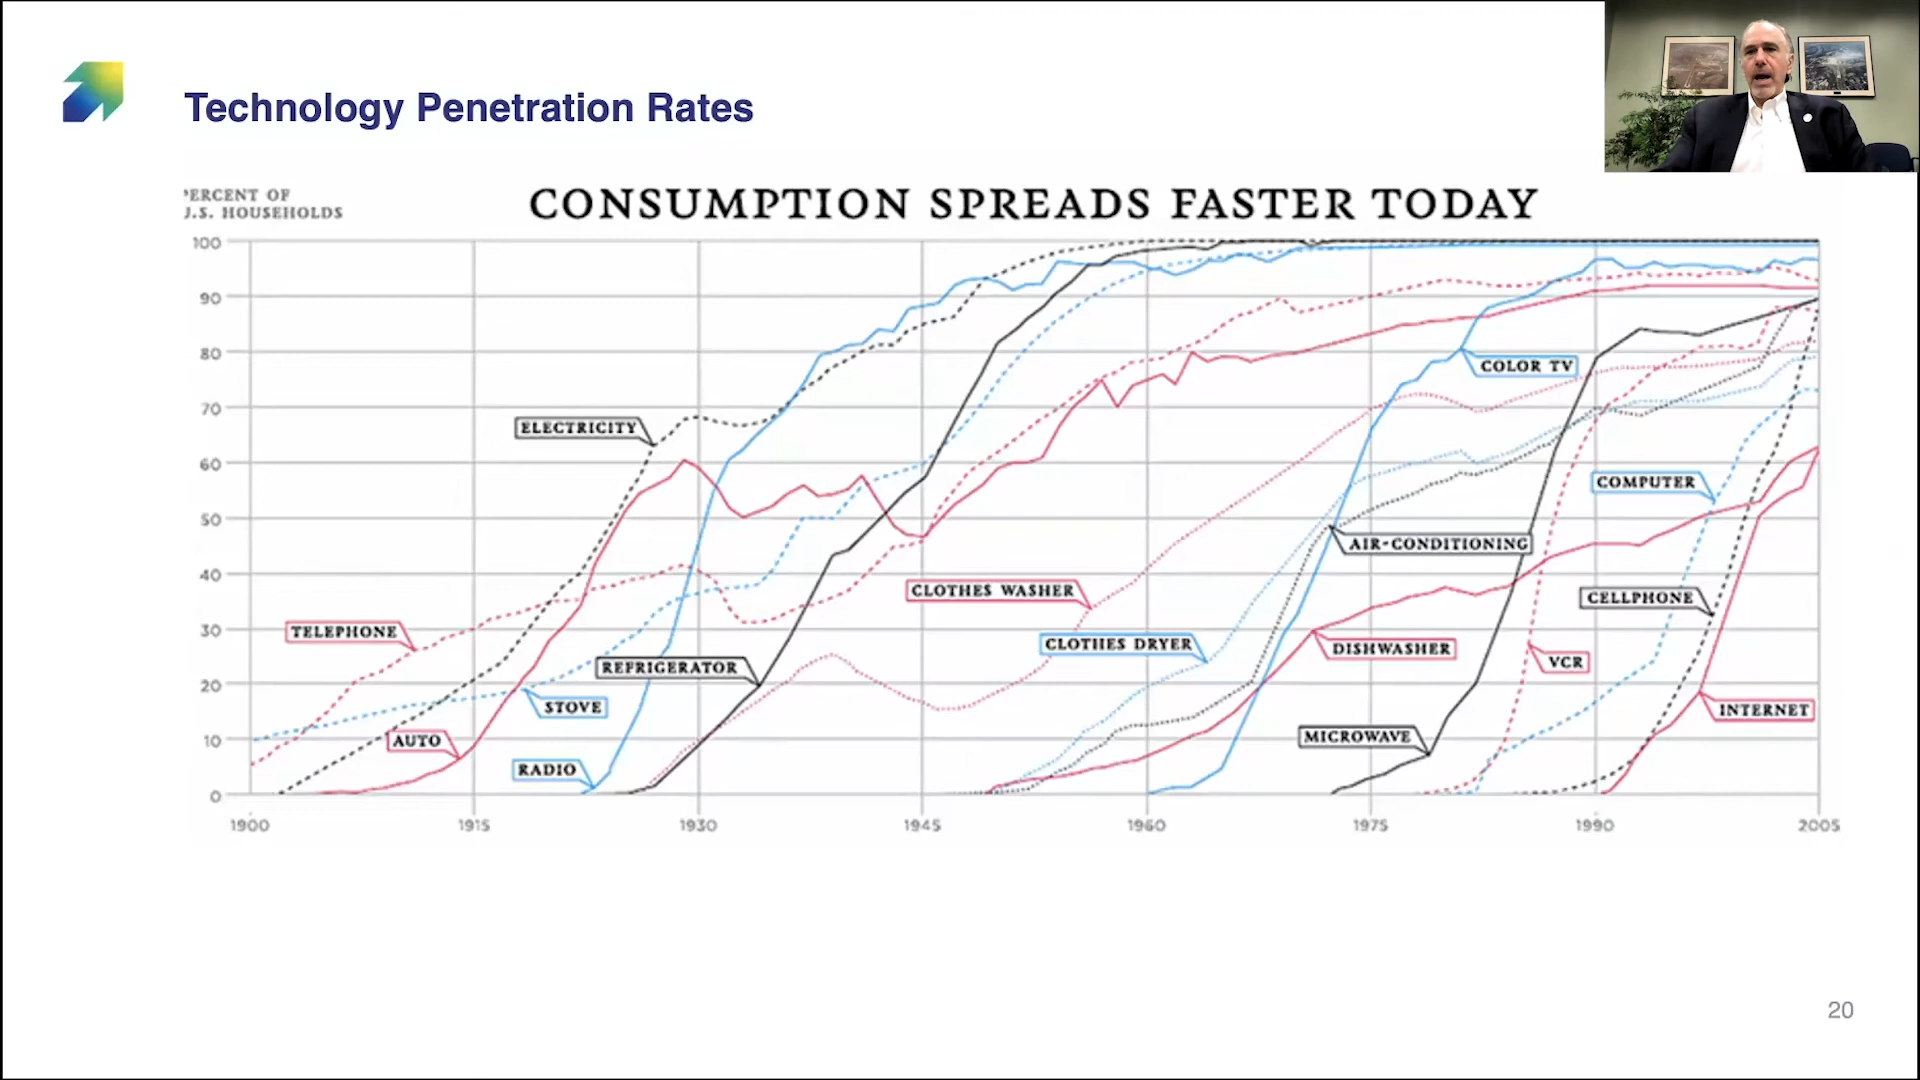 Technology Penetration Rates
PERCENT OF
U.S. HOUSEHOLDS
CONSUMPTION SPREADS FASTER TODAY
100
90
80
70
60
50
40
30
20
10
0
ELECTRICITY
TELEPHONE
AUTO
STOVE
RADIO
REFRIGERATOR
CLOTHES WASHER
CLOTHES DRYER
COLOR TV
AIR-CONDITIONING
DISHWASHER
MICROWAVE
COMPUTER
CELLPHONE
VCR
INTERNET
1900
1915
1930
1945
1960
1975
1990
2005
20